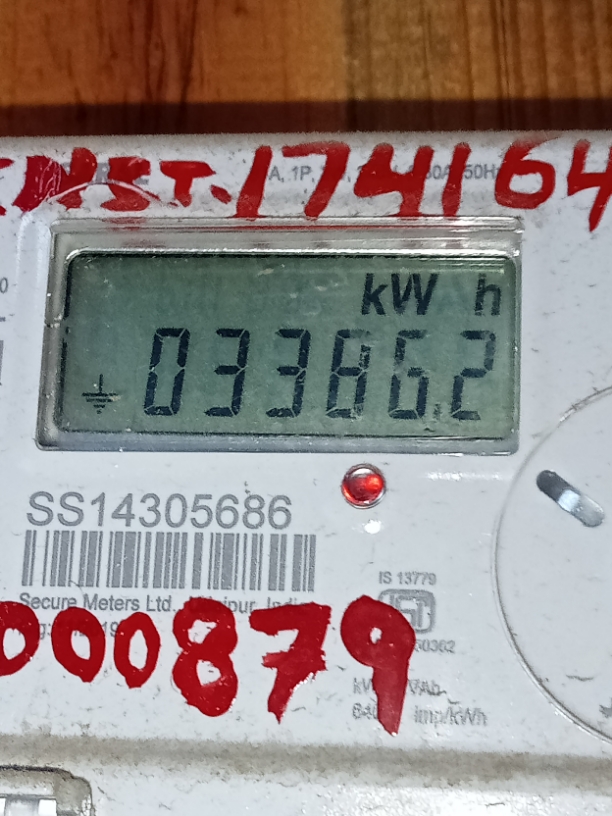 INST. 174164
kW h
033862
SS14305686
Secure Meters Ltd.,
IS 13779
000879
imp/kWh